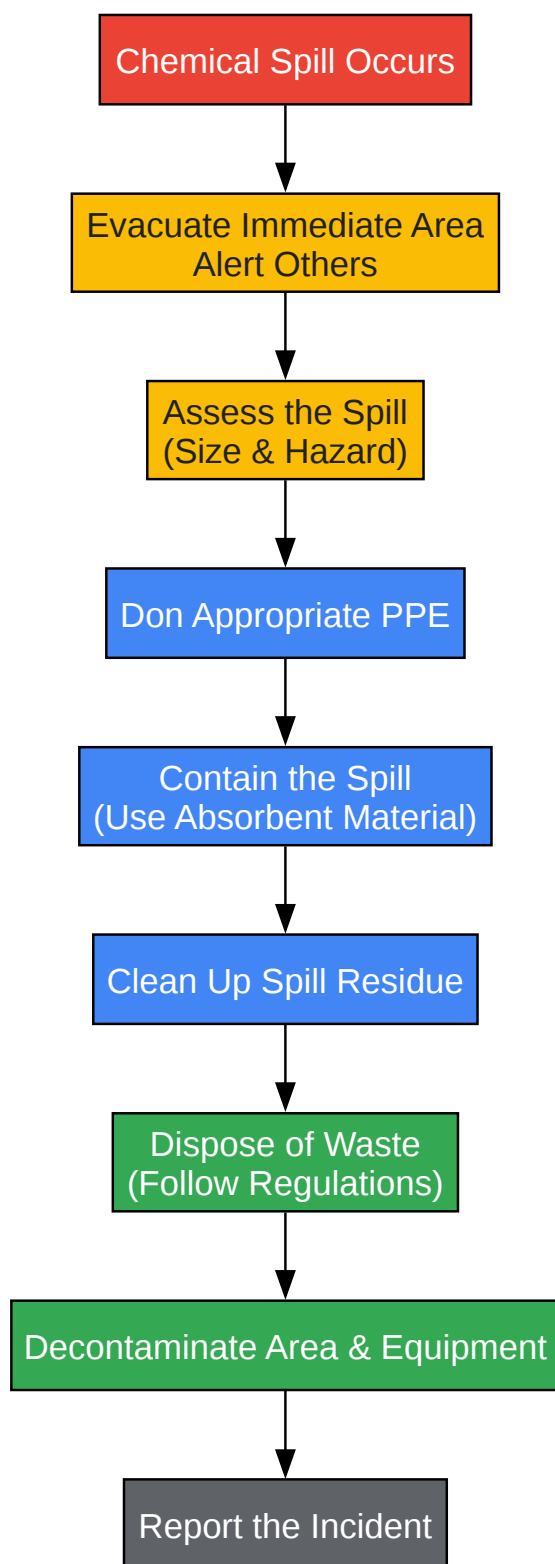 Chemical Spill Occurs
Evacuate Immediate Area
Alert Others
Assess the Spill
(Size & Hazard)
Don Appropriate PPE
Contain the Spill
(Use Absorbent Material)
Clean Up Spill Residue
Dispose of Waste
(Follow Regulations)
Decontaminate Area & Equipment
Report the Incident